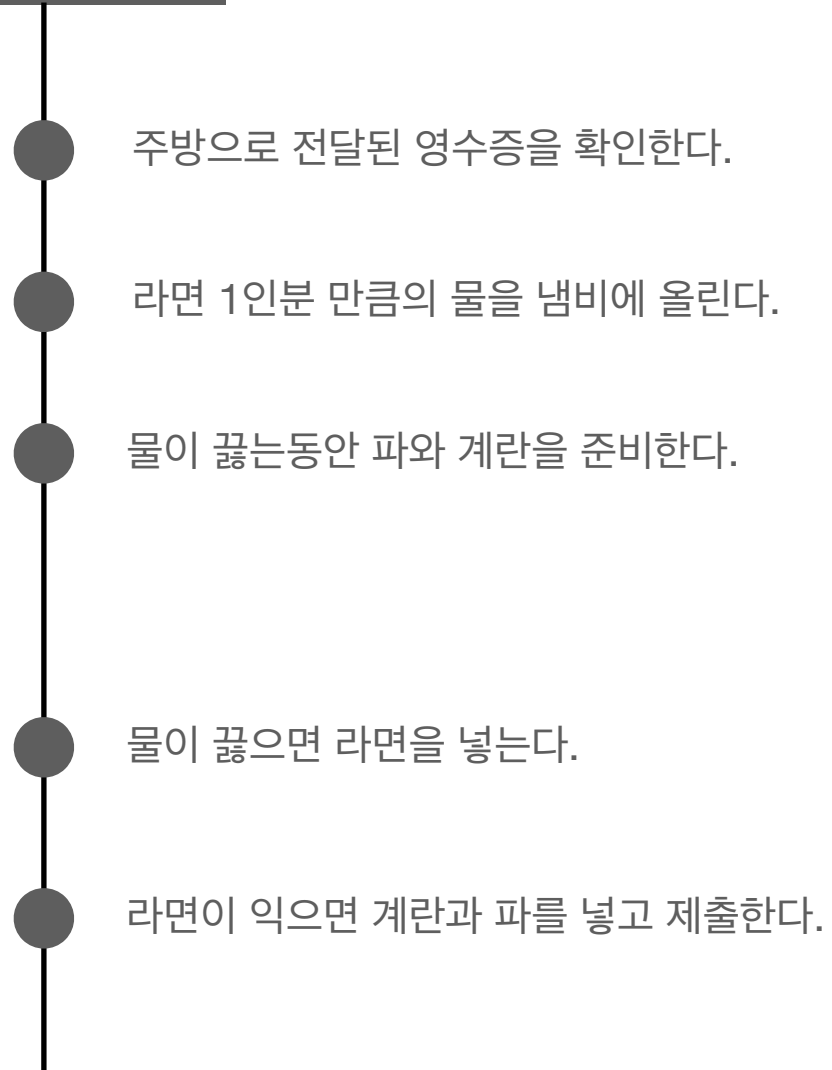 주방으로 전달된 영수증을 확인한다.
라면 1인분 만큼의 물을 냄비에 올린다.
물이 끓는동안 파와 계란을 준비한다.
물이 끓으면 라면을 넣는다.
라면이 익으면 계란과 파를 넣고 제출한다.